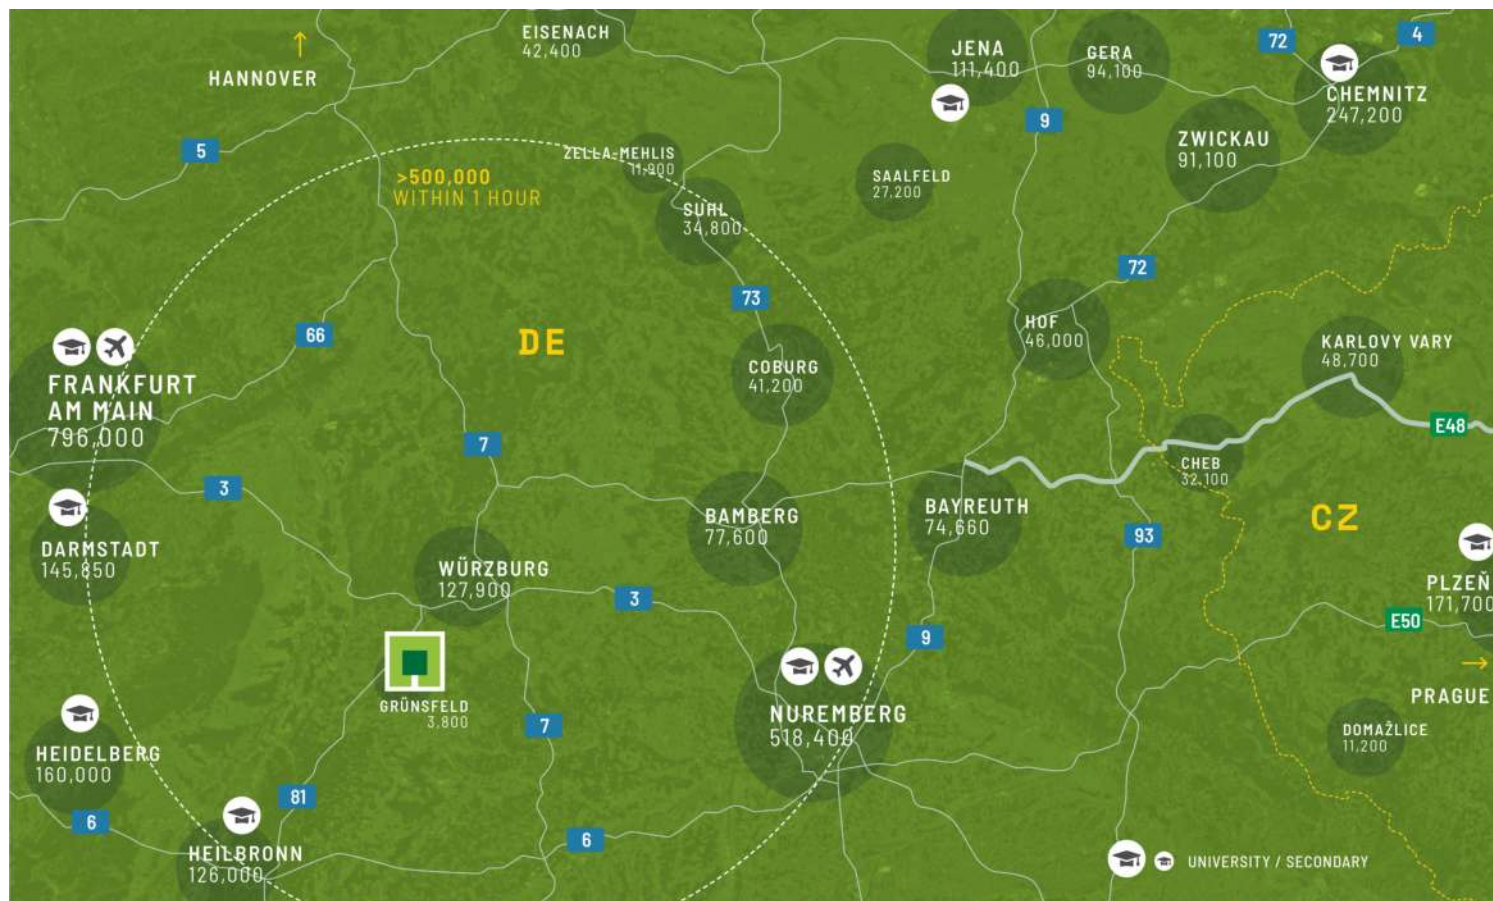 EISENACH
42,400
HANNOVER
JENA
111,400
GERA
94,100
72
4
CHEMNITZ
247,200
5
9
ZWICKAU
91,100
ZELLA-MEHLIS
11,900
>500,000
WITHIN 1 HOUR
SAALFELD
27,200
SUHL
34,800
72
73
66
DE
HOF
46,000
KARLOVY VARY
48,700
COBURG
41,200
FRANKFURT
AM MAIN
796,000
7
E48
3
CHEB
32,100
BAMBERG
77,600
BAYREUTH
74,660
CZ
93
DARMSTADT
145,850
WÜRZBURG
127,900
PLZEŇ
171,700
3
E50
9
GRÜNSFELD
3,800
PRAGUE
NUREMBERG
518,400
7
DOMAŽLICE
11,200
HEIDELBERG
160,000
81
6
6
HEILBRONN
126,000
UNIVERSITY / SECONDARY